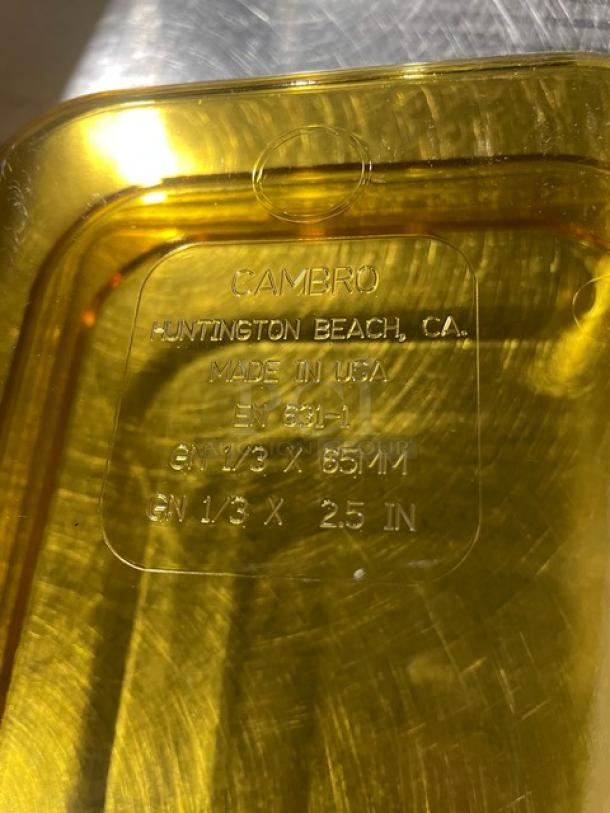 CAMBRO
HUNTINGTON BEACH, CA.
MADE IN USA
EN 631-1
GN 1/3 X 65MM
GN 1/3 X 2.5 IN